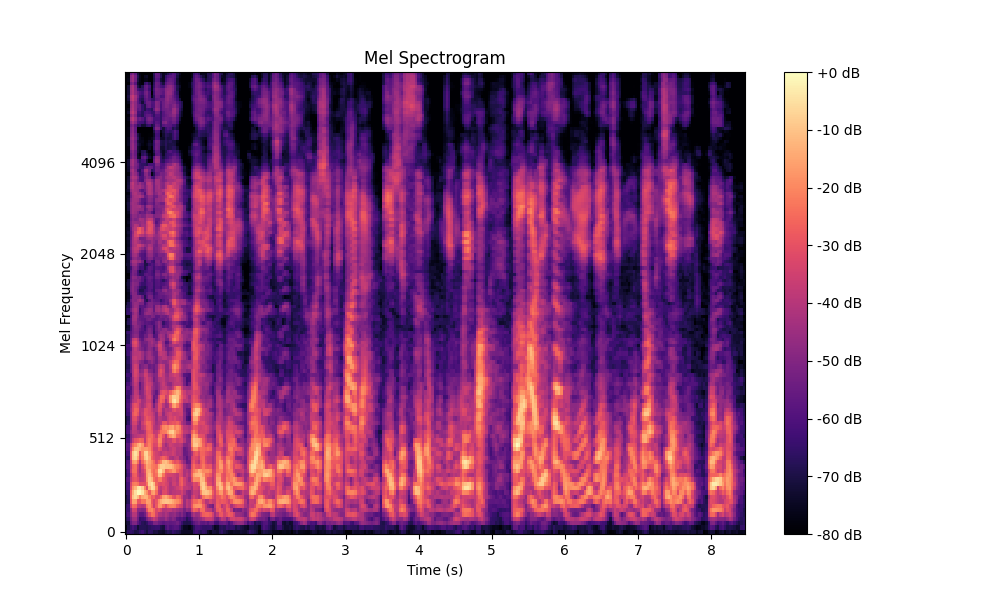 Mel Spectrogram
+0 dB
-10 dB
-20 dB
-30 dB
-40 dB
-50 dB
-60 dB
-70 dB
-80 dB
Mel Frequency
4096
2048
1024
512
0
0 1 2 3 4 5 6 7 8
Time (s)